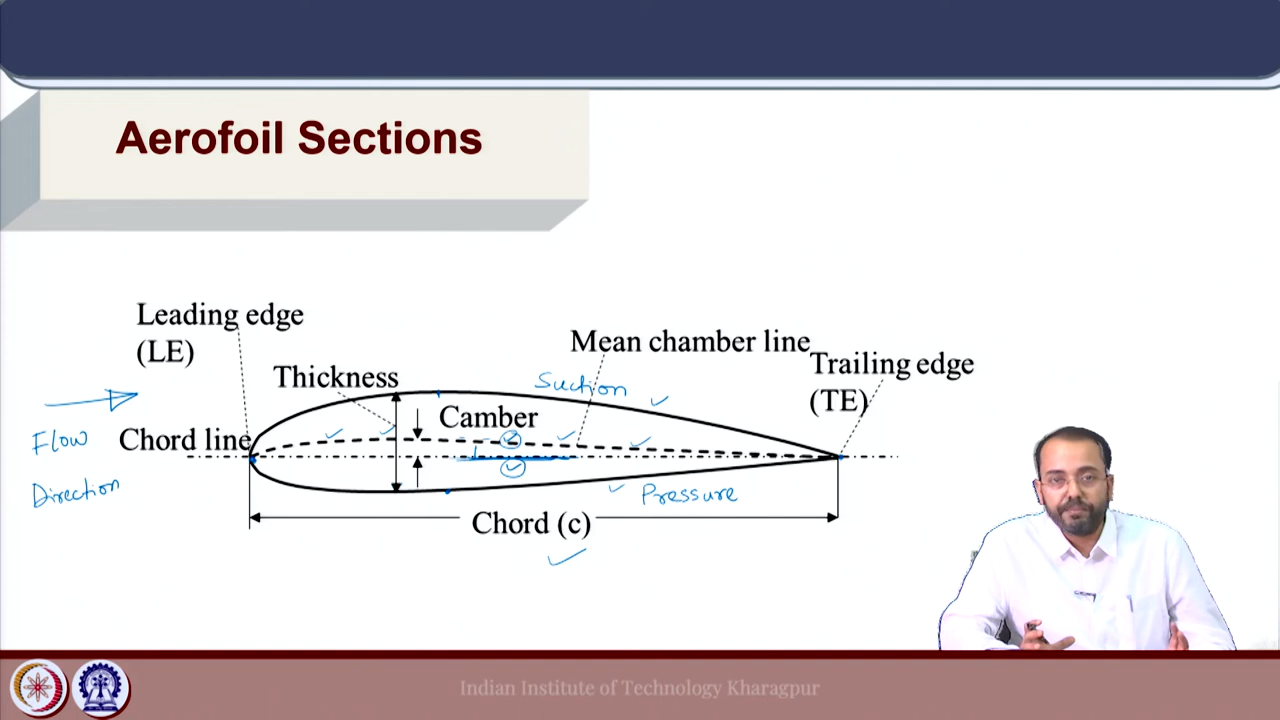 Aerofoil Sections
Leading edge
(LE)
Mean chamber line
Trailing edge
(TE)
Thickness
Suction
Camber
Flow
Direction
Chord line
Pressure
Chord (c)
Indian Institute of Technology Kharagpur